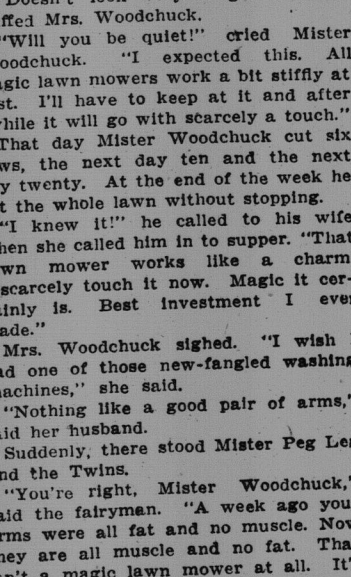 ffed Mrs. Woodchuck.
"Will you be quiet!" cried Mister
oodchuck. "I expected this. All
agic lawn mowers work a bit stiffly at
st. I'll have to keep at it and after
hile it will go with scarcely a touch."
That day Mister Woodchuck cut six
ws, the next day ten and the next
y twenty. At the end of the week he
t the whole lawn without stopping.
"I knew it!" he called to his wife
hen she called him in to supper. "That
wn mower works like a charm
scarcely touch it now. Magic it cer-
ainly is. Best investment I ever
ade."
Mrs. Woodchuck sighed. "I wish
ad one of those new-fangled washing
achines," she said.
"Nothing like a good pair of arms,"
aid her husband.
Suddenly, there stood Mister Peg Le
nd the Twins.
"You're right, Mister Woodchuck,"
aid the fairyman. "A week ago you
rms were all fat and no muscle. Now
hey are all muscle and no fat. Tha
n't a magic lawn mower at all. It'